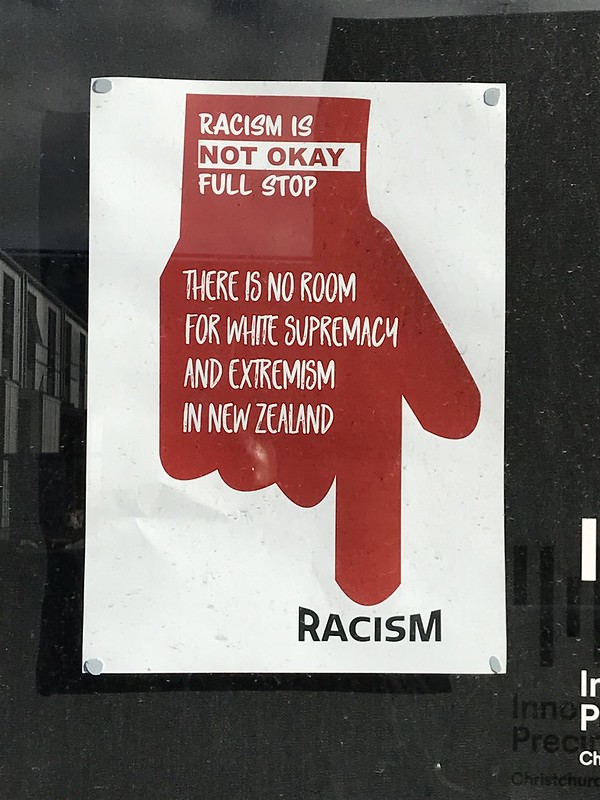 RACISM IS
NOT OKAY
FULL STOP
THERE IS NO ROOM
FOR WHITE SUPREMACY
AND EXTREMISM
IN NEW ZEALAND
RACISM